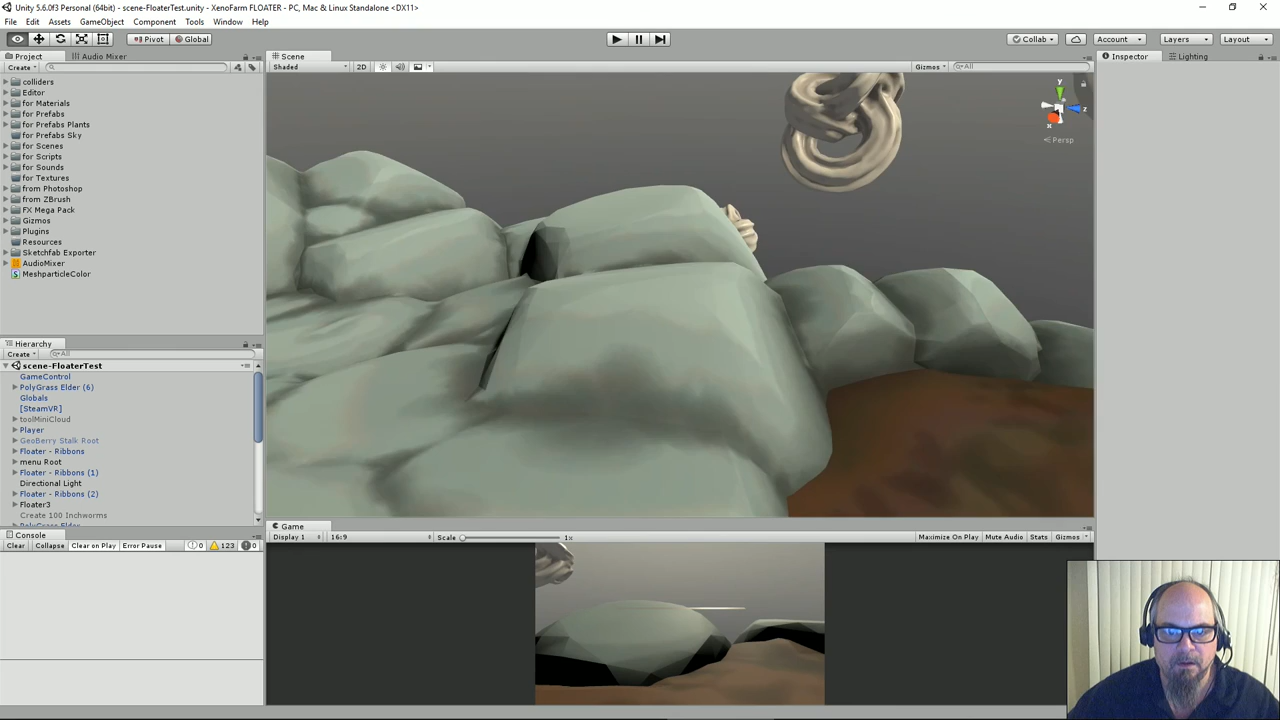 Unity 5.6.0f3 Personal (64bit) - scene-FloaterTest.unity - XenoFarm FLOATER - PC, Mac & Linux Standalone <DX11>
File Edit Assets GameObject Component Tools Window Help
Pivot Global Collab Account Layers Layout
Project Audio Mixer
Create
Scene
Shaded 2D Gizmos All
Inspector Lighting
colliders
Editor
for Materials
for Prefabs
for Prefabs Plants
for Prefabs Sky
for Scenes
for Scripts
for Sounds
for Textures
from Photoshop
from ZBrush
FX Mega Pack
Gizmos
Plugins
Resources
Sketchfab Exporter
AudioMixer
MeshparticleColor
y
z
x
Persp
Hierarchy
Create All
scene-FloaterTest
GameControl
PolyGrass Elder (6)
Globals
[SteamVR]
toolMiniCloud
Player
GeoBerry Stalk Root
Floater - Ribbons
menu Root
Floater - Ribbons (1)
Directional Light
Floater - Ribbons (2)
Floater3
Create 100 Inchworms
PolyGrass Elder
Console
Clear Collapse Clear on Play Error Pause 0 123 0
Game
Display 1 16:9 Scale 1x Maximize On Play Mute Audio Stats Gizmos